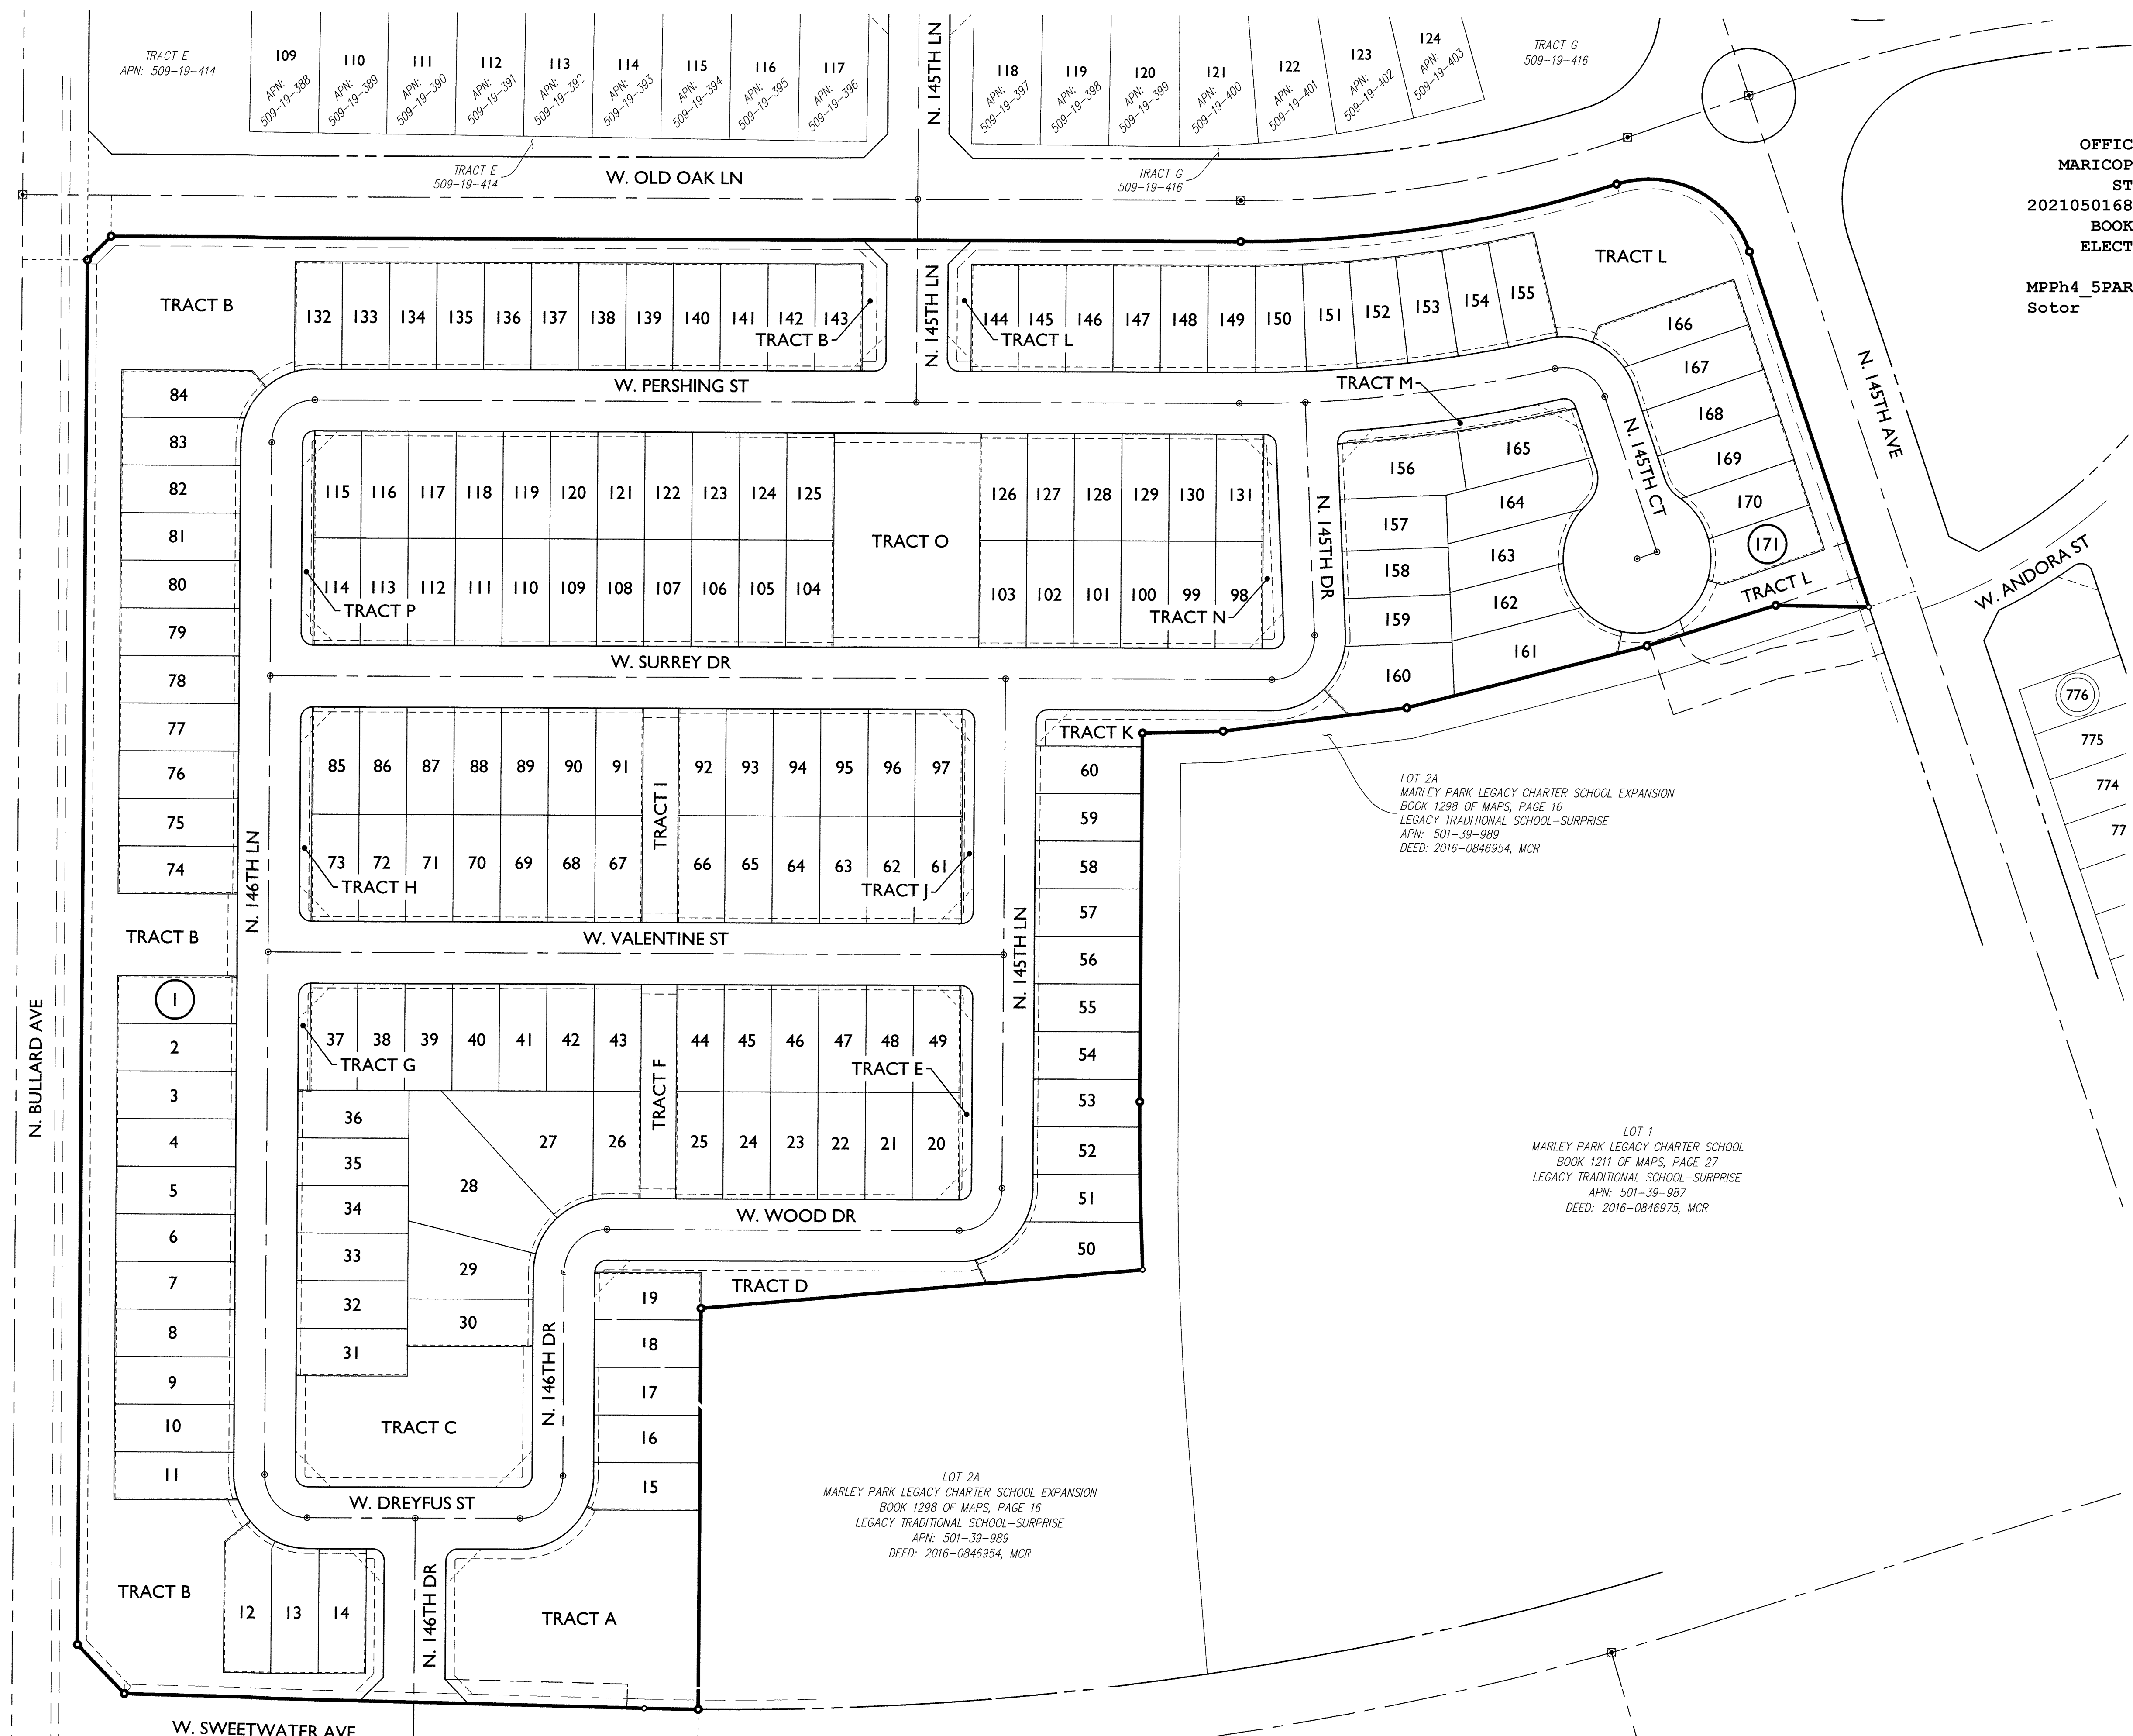 TRACT E
APN: 509-19-414
109
APN:
509-19-388
110
APN:
509-19-389
111
APN:
509-19-390
112
APN:
509-19-391
113
APN:
509-19-392
114
APN:
509-19-393
115
APN:
509-19-394
116
APN:
509-19-395
117
APN:
509-19-396
N. 145TH LN
118
APN:
509-19-397
119
APN:
509-19-398
120
APN:
509-19-399
121
APN:
509-19-400
122
APN:
509-19-401
123
APN:
509-19-402
124
APN:
509-19-403
TRACT G
509-19-416
TRACT E
509-19-414
W. OLD OAK LN
TRACT G
509-19-416
OFFIC
MARICOP
ST
2021050168
BOOK
ELECT
MPPh4_5PAR
Sotor
TRACT B
132
133
134
135
136
137
138
139
140
141
142
143
TRACT B
N. 145TH LN
144
145
146
147
148
149
150
151
152
153
154
155
TRACT L
TRACT L
166
167
168
169
170
171
TRACT L
N. 145TH AVE
W. ANDORA ST
W. PERSHING ST
TRACT M
N. 145TH CT
84
83
82
81
80
79
78
77
76
75
74
115
116
117
118
119
120
121
122
123
124
125
TRACT O
126
127
128
129
130
131
114
113
112
111
110
109
108
107
106
105
104
103
102
101
100
99
98
TRACT P
TRACT N
N. 145TH DR
156
157
158
159
160
165
164
163
162
161
W. SURREY DR
776
775
774
77
TRACT K
85
86
87
88
89
90
91
TRACT I
92
93
94
95
96
97
73
72
71
70
69
68
67
66
65
64
63
62
61
TRACT H
TRACT J
N. 146TH LN
60
59
58
57
56
55
54
53
52
51
50
LOT 2A
MARLEY PARK LEGACY CHARTER SCHOOL EXPANSION
BOOK 1298 OF MAPS, PAGE 16
LEGACY TRADITIONAL SCHOOL-SURPRISE
APN: 501-39-989
DEED: 2016-0846954, MCR
TRACT B
W. VALENTINE ST
N. 145TH LN
N. BULLARD AVE
1
2
3
4
5
6
7
8
9
10
11
37
38
39
40
41
42
43
TRACT F
44
45
46
47
48
49
TRACT G
TRACT E
36
35
34
33
32
31
28
27
26
25
24
23
22
21
20
29
30
W. WOOD DR
TRACT D
LOT 1
MARLEY PARK LEGACY CHARTER SCHOOL
BOOK 1211 OF MAPS, PAGE 27
LEGACY TRADITIONAL SCHOOL-SURPRISE
APN: 501-39-987
DEED: 2016-0846975, MCR
N. 146TH DR
19
18
17
16
15
TRACT C
W. DREYFUS ST
LOT 2A
MARLEY PARK LEGACY CHARTER SCHOOL EXPANSION
BOOK 1298 OF MAPS, PAGE 16
LEGACY TRADITIONAL SCHOOL-SURPRISE
APN: 501-39-989
DEED: 2016-0846954, MCR
TRACT B
12
13
14
N. 146TH DR
TRACT A
W. SWEETWATER AVE